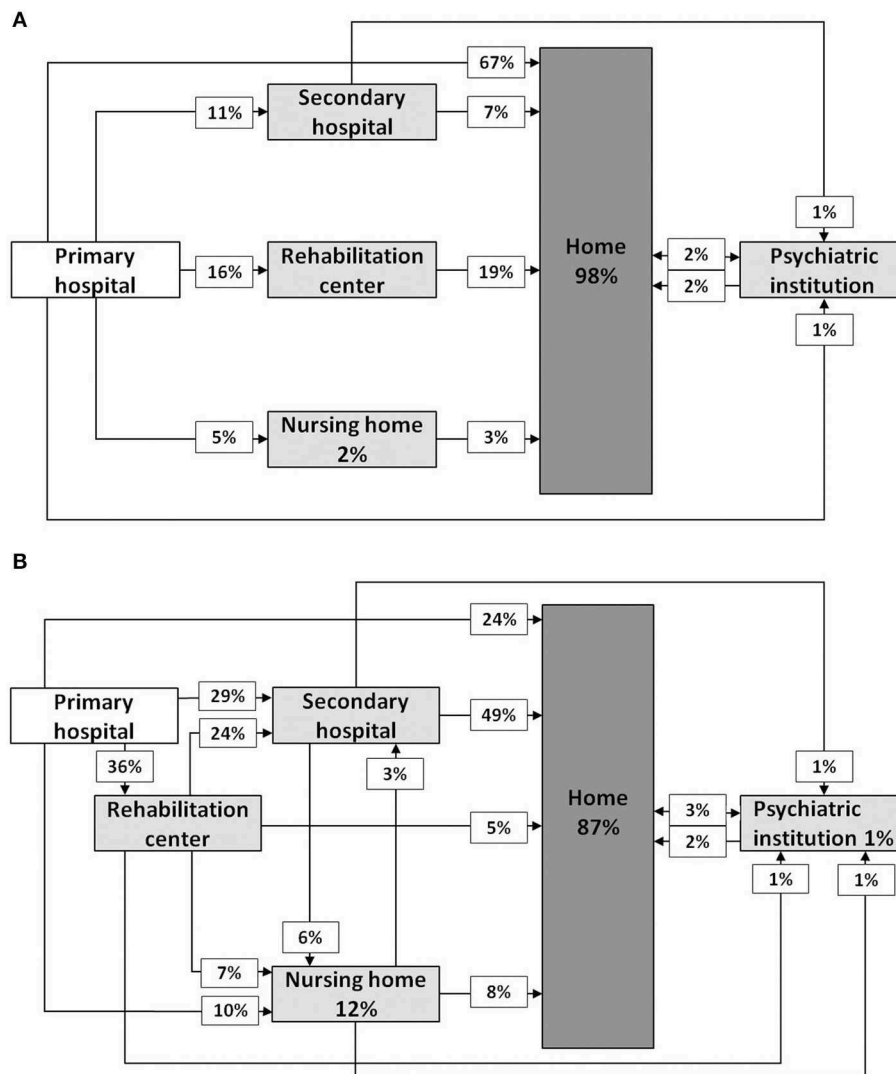 A
67%
11%
Secondary
hospital
7%
1%
Primary
hospital
16%
Rehabilitation
center
19%
Home
98%
2%
2%
Psychiatric
institution
1%
5%
Nursing home
2%
3%
B
24%
Primary
hospital
29%
Secondary
hospital
24%
49%
36%
3%
1%
Rehabilitation
center
5%
Home
87%
3%
2%
Psychiatric
institution 1%
1%
1%
6%
7%
Nursing home
12%
8%
10%